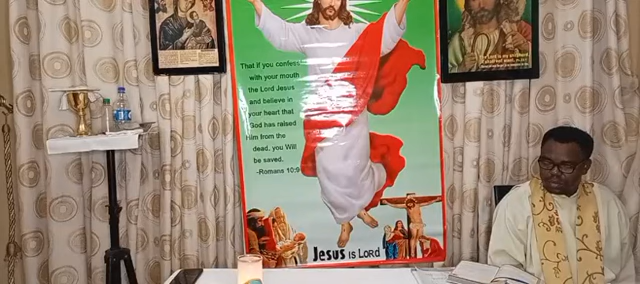 That if you confess
with your mouth
the Lord Jesus
and believe in
your heart that
God has raised
Him from the
dead, you Will
be saved.
-Romans 10:9
Jesus is Lord